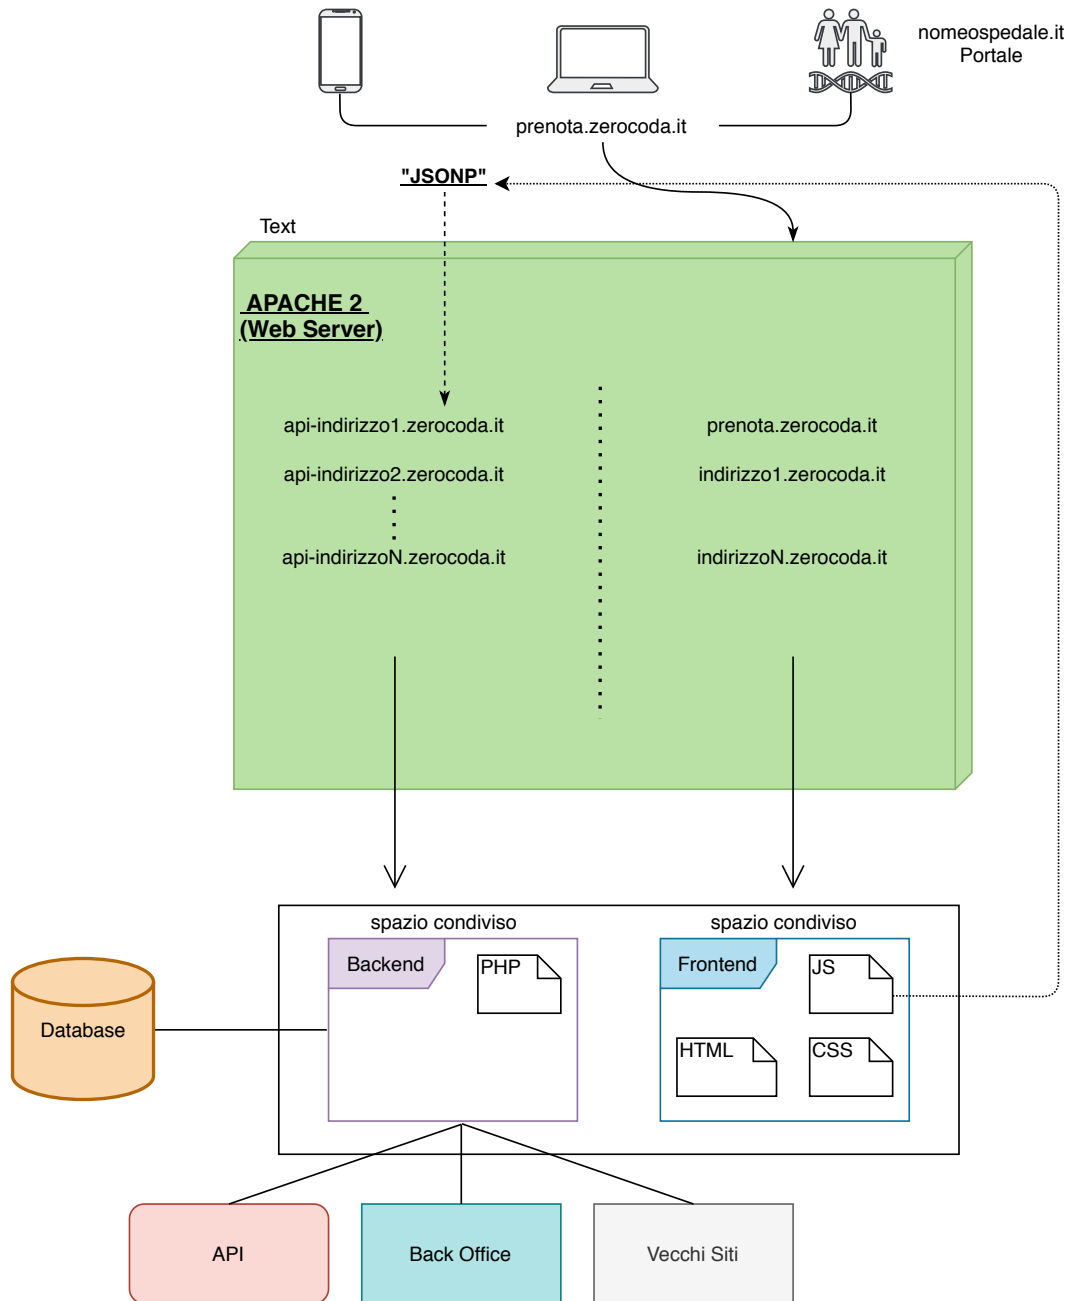 nomeospedale.it
Portale
prenota.zerocoda.it
"JSONP"
Text
APACHE 2
(Web Server)
api-indirizzo1.zerocoda.it
prenota.zerocoda.it
api-indirizzo2.zerocoda.it
indirizzo1.zerocoda.it
api-indirizzoN.zerocoda.it
indirizzoN.zerocoda.it
spazio condiviso
spazio condiviso
Backend
PHP
Frontend
JS
Database
HTML
CSS
API
Back Office
Vecchi Siti